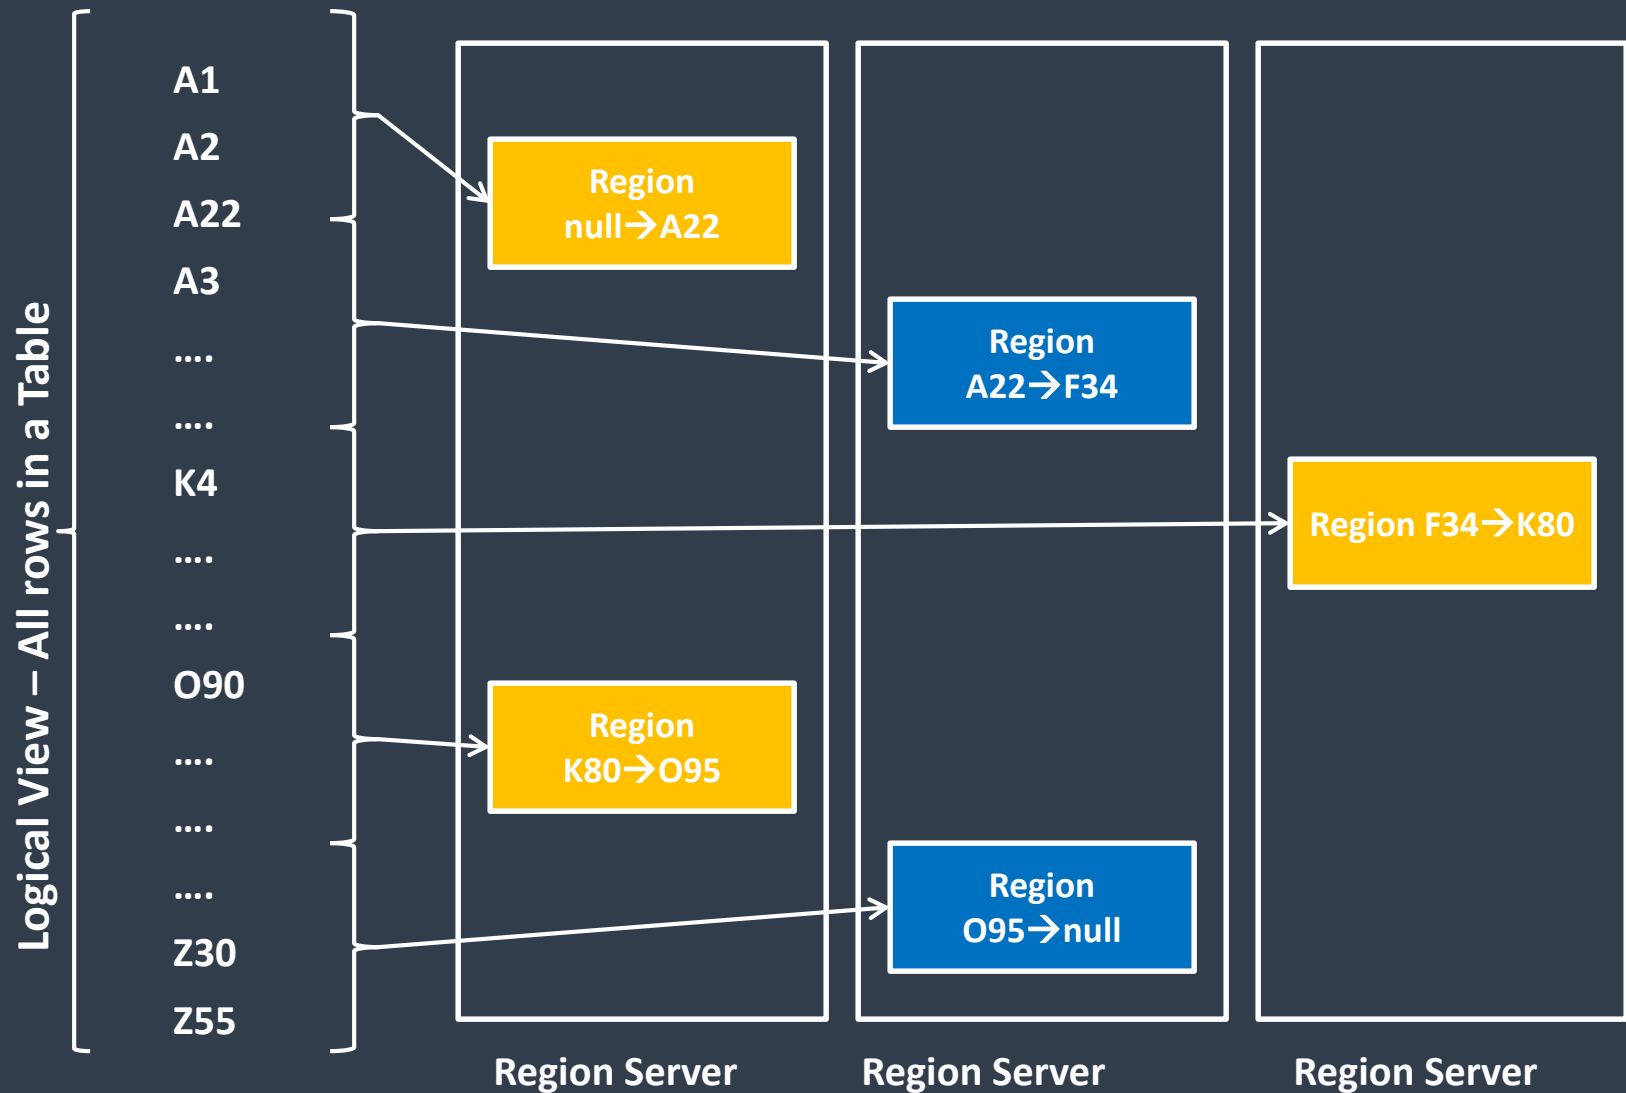 Logical View – All rows in a Table
A1
A2
A22
A3
....
....
K4
....
....
O90
....
....
....
Z30
Z55
Region
null→A22
Region
K80→O95
Region Server
Region
A22→F34
Region
O95→null
Region Server
Region F34→K80
Region Server